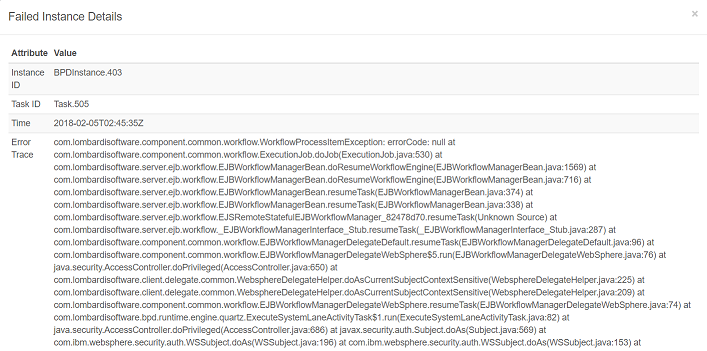 Failed Instance Details
×
Attribute Value
Instance ID BPDInstance.403
Task ID Task.505
Time 2018-02-05T02:45:35Z
Error Trace com.lombardisoftware.component.common.workflow.WorkflowProcessItemException: errorCode: null at
com.lombardisoftware.component.common.workflow.ExecutionJob.doJob(ExecutionJob.java:530) at
com.lombardisoftware.server.ejb.workflow.EJBWorkflowManagerBean.doResumeWorkflowEngine(EJBWorkflowManagerBean.java:1569) at
com.lombardisoftware.server.ejb.workflow.EJBWorkflowManagerBean.doResumeWorkflowEngine(EJBWorkflowManagerBean.java:716) at
com.lombardisoftware.server.ejb.workflow.EJBWorkflowManagerBean.resumeTask(EJBWorkflowManagerBean.java:374) at
com.lombardisoftware.server.ejb.workflow.EJBWorkflowManagerBean.resumeTask(EJBWorkflowManagerBean.java:338) at
com.lombardisoftware.server.ejb.workflow.EJSRemoteStatefulEJBWorkflowManager_82478d70.resumeTask(Unknown Source) at
com.lombardisoftware.server.ejb.workflow._EJBWorkflowManagerInterface_Stub.resumeTask(_EJBWorkflowManagerInterface_Stub.java:287) at
com.lombardisoftware.component.common.workflow.EJBWorkflowManagerDelegateDefault.resumeTask(EJBWorkflowManagerDelegateDefault.java:96) at
com.lombardisoftware.component.common.workflow.EJBWorkflowManagerDelegateWebSphere$5.run(EJBWorkflowManagerDelegateWebSphere.java:76) at
java.security.AccessController.doPrivileged(AccessController.java:650) at
com.lombardisoftware.client.delegate.common.WebsphereDelegateHelper.doAsCurrentSubjectContextSensitive(WebsphereDelegateHelper.java:225) at
com.lombardisoftware.client.delegate.common.WebsphereDelegateHelper.doAsCurrentSubjectContextSensitive(WebsphereDelegateHelper.java:209) at
com.lombardisoftware.component.common.workflow.EJBWorkflowManagerDelegateWebSphere.resumeTask(EJBWorkflowManagerDelegateWebSphere.java:74) at
com.lombardisoftware.bpd.runtime.engine.quartz.ExecuteSystemLaneActivityTask$1.run(ExecuteSystemLaneActivityTask.java:82) at
java.security.AccessController.doPrivileged(AccessController.java:686) at javax.security.auth.Subject.doAs(Subject.java:569) at
com.ibm.websphere.security.auth.WSSubject.doAs(WSSubject.java:196) at com.ibm.websphere.security.auth.WSSubject.doAs(WSSubject.java:153) at